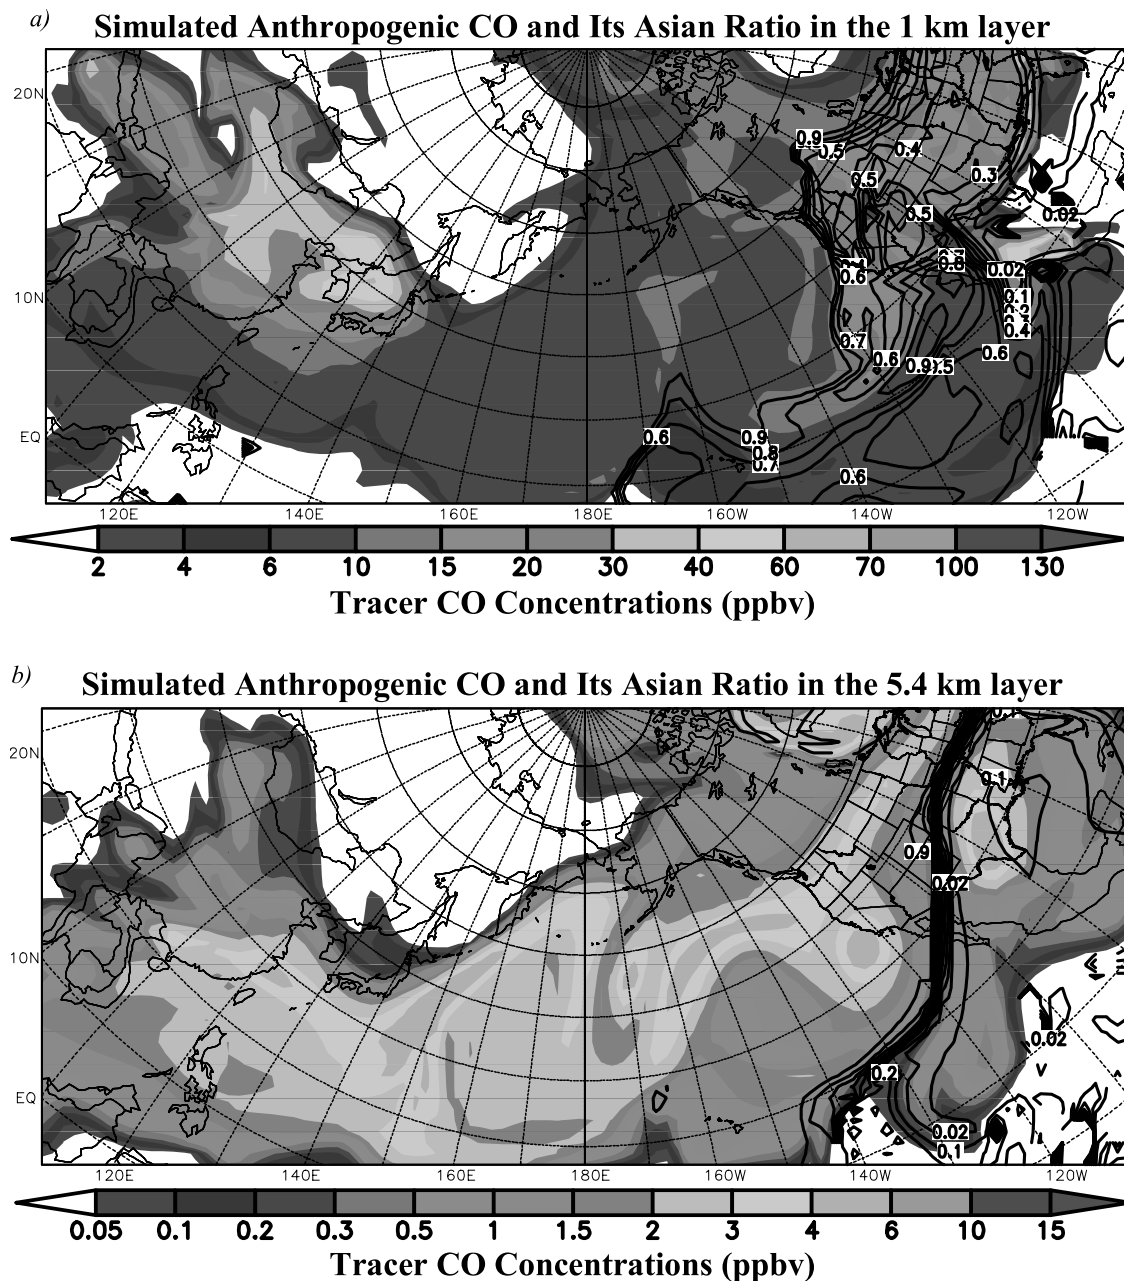 a)
Simulated Anthropogenic CO and Its Asian Ratio in the 1 km layer
20N
0.9
0.5
0.4
0.5
0.3
0.5
0.02
0.6
0.02
0.1
10N
0.4
0.7
0.6
0.9
0.5
0.6
EQ
0.6
0.9
0.8
0.7
0.6
120E 140E 160E 180E 160W 140W 120W
2 4 6 10 15 20 30 40 60 70 100 130
Tracer CO Concentrations (ppbv)
b)
Simulated Anthropogenic CO and Its Asian Ratio in the 5.4 km layer
20N
0.1
0.9
0.02
10N
0.02
0.2
EQ
0.02
0.1
120E 140E 160E 180E 160W 140W 120W
0.05 0.1 0.2 0.3 0.5 1 1.5 2 3 4 6 10 15
Tracer CO Concentrations (ppbv)